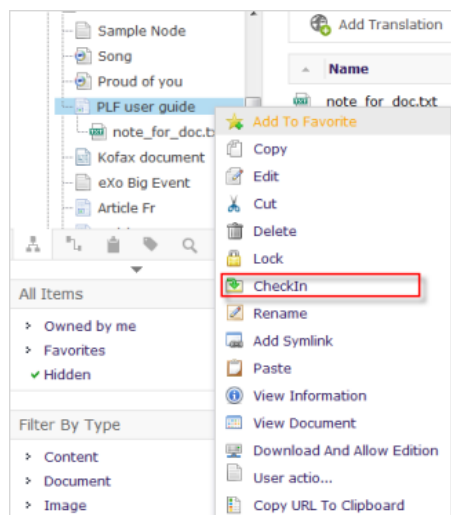 Sample Node
Song
Proud of you
PLF user guide
note_for_doc.t
Kofax document
eXo Big Event
Article Fr
All Items
Owned by me
Favorites
Hidden
Filter By Type
Content
Document
Image
Add Translation
Name
note_for_doc.txt
Add To Favorite
Copy
Edit
Cut
Delete
Lock
CheckIn
Rename
Add Symlink
Paste
View Information
View Document
Download And Allow Edition
User actio...
Copy URL To Clipboard